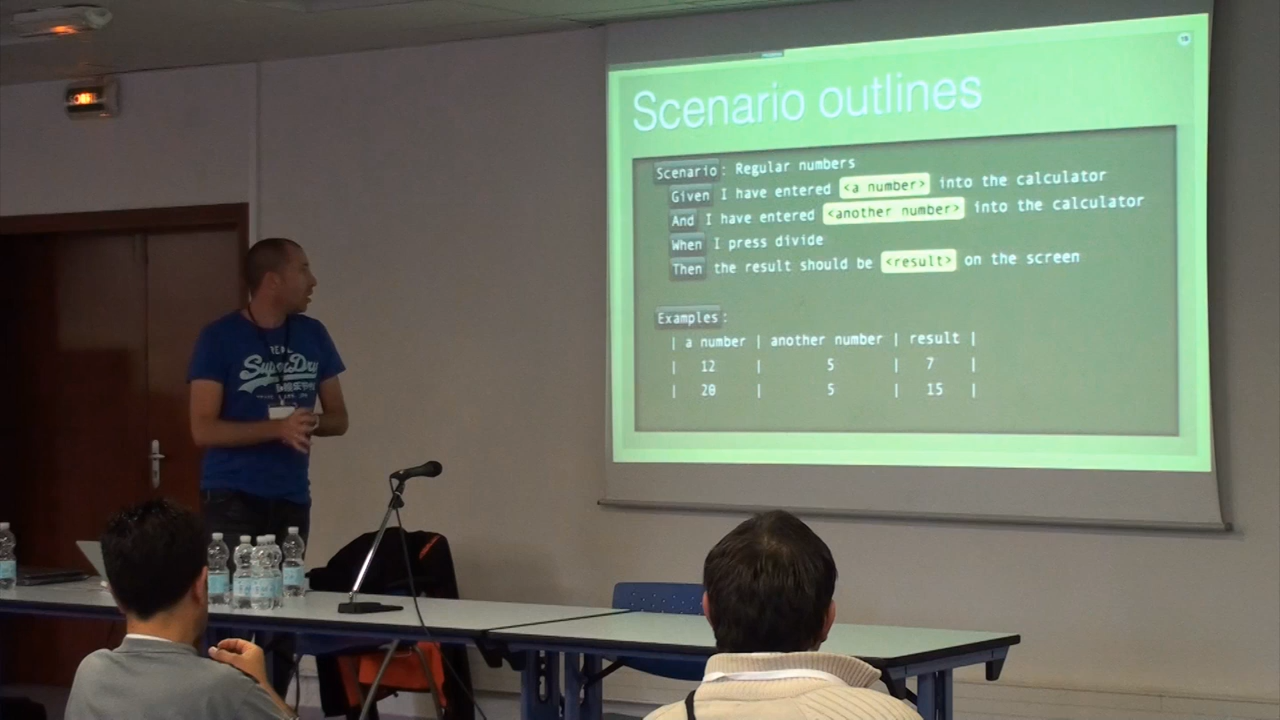 Scenario outlines
Scenario: Regular numbers
Given I have entered <a number> into the calculator
And I have entered <another number> into the calculator
When I press divide
Then the result should be <result> on the screen
Examples:
| a number | another number | result |
| 12 | 5 | 7 |
| 20 | 5 | 15 |
SuperDry